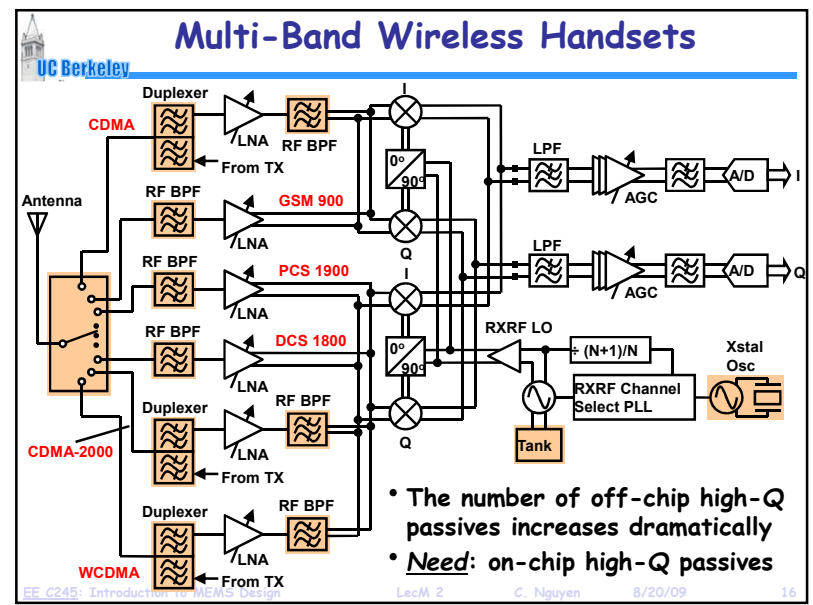 Multi-Band Wireless Handsets
UC Berkeley
Duplexer
CDMA
LNA
RF BPF
From TX
I
0o
90o
Q
LPF
AGC
A/D
I
Antenna
RF BPF
GSM 900
LNA
LPF
AGC
A/D
Q
RF BPF
PCS 1900
LNA
I
0o
90o
Q
RF BPF
DCS 1800
LNA
RXRF LO
÷ (N+1)/N
Xstal
Osc
RXRF Channel
Select PLL
Tank
Duplexer
RF BPF
CDMA-2000
LNA
From TX
Duplexer
RF BPF
WCDMA
LNA
From TX
• The number of off-chip high-Q
passives increases dramatically
• Need: on-chip high-Q passives
EE C245: Introduction to MEMS Design LecM 2 C. Nguyen 8/20/09 16